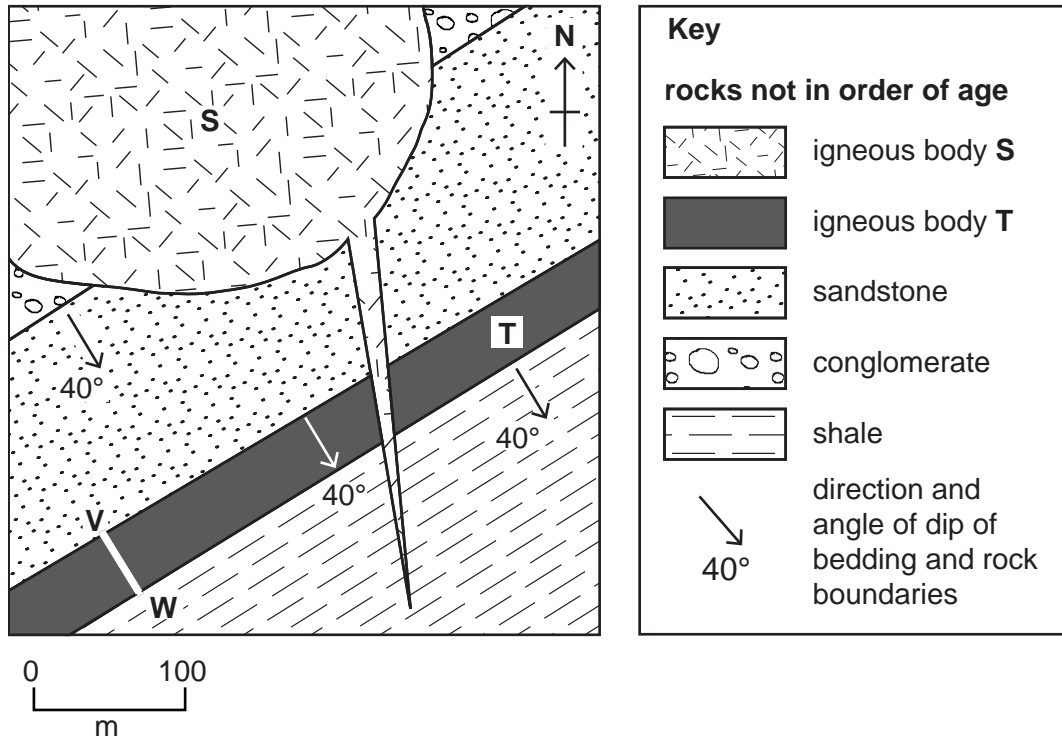 N
S
T
40°
40°
40°
V
W
0 100
m
Key
rocks not in order of age
igneous body S
igneous body T
sandstone
conglomerate
shale
direction and
angle of dip of
bedding and rock
boundaries
40°